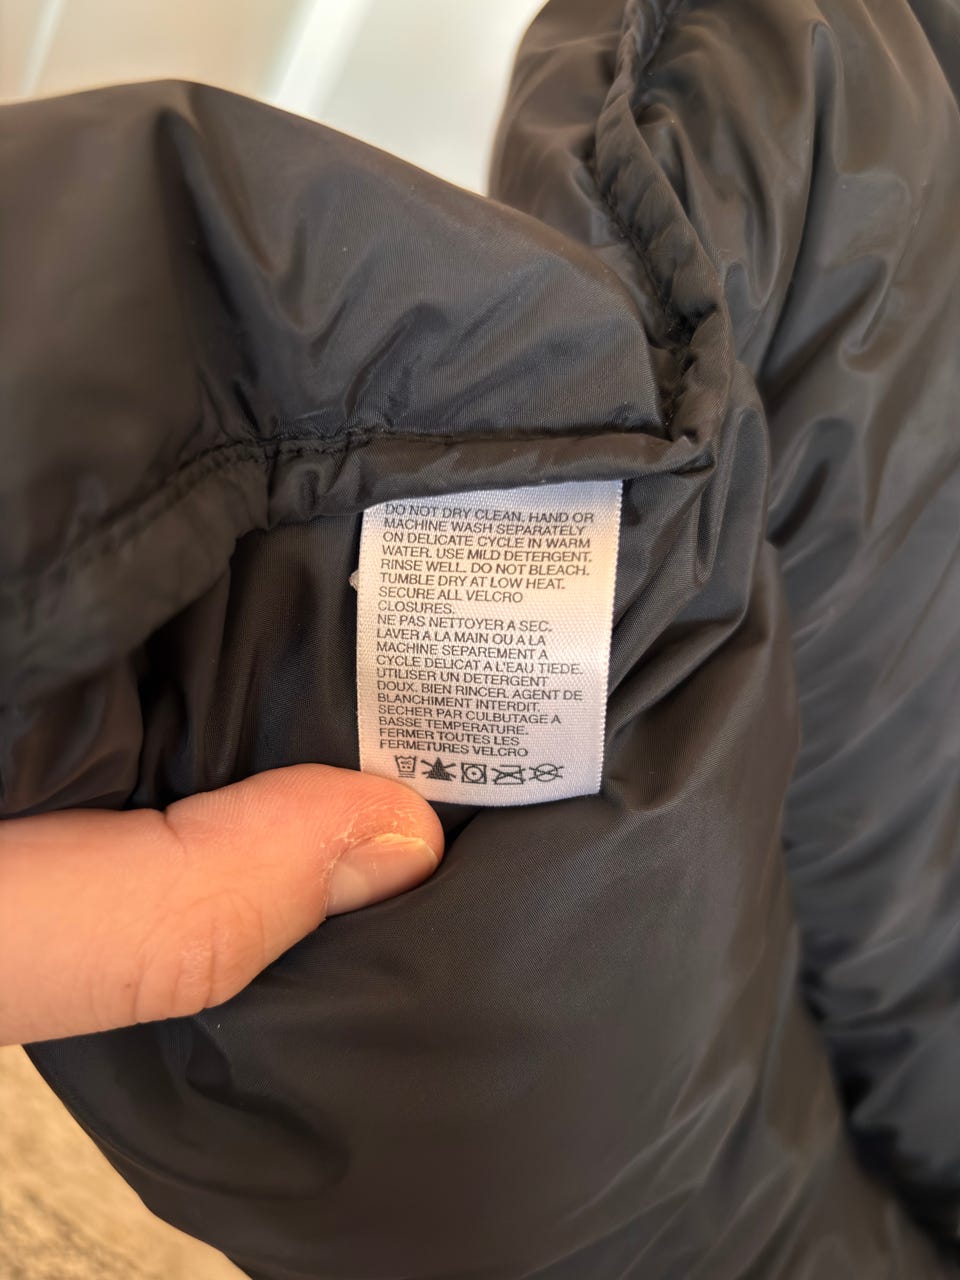 DO NOT DRY CLEAN. HAND OR
MACHINE WASH SEPARATELY
ON DELICATE CYCLE IN WARM
WATER. USE MILD DETERGENT.
RINSE WELL. DO NOT BLEACH.
TUMBLE DRY AT LOW HEAT.
SECURE ALL VELCRO
CLOSURES.
NE PAS NETTOYER A SEC.
LAVER A LA MAIN OU A LA
MACHINE SEPAREMENT A
CYCLE DELICAT A L'EAU TIEDE.
UTILISER UN DETERGENT
DOUX. BIEN RINCER. AGENT DE
BLANCHIMENT INTERDIT.
SECHER PAR CULBUTAGE A
BASSE TEMPERATURE.
FERMER TOUTES LES
FERMETURES VELCRO